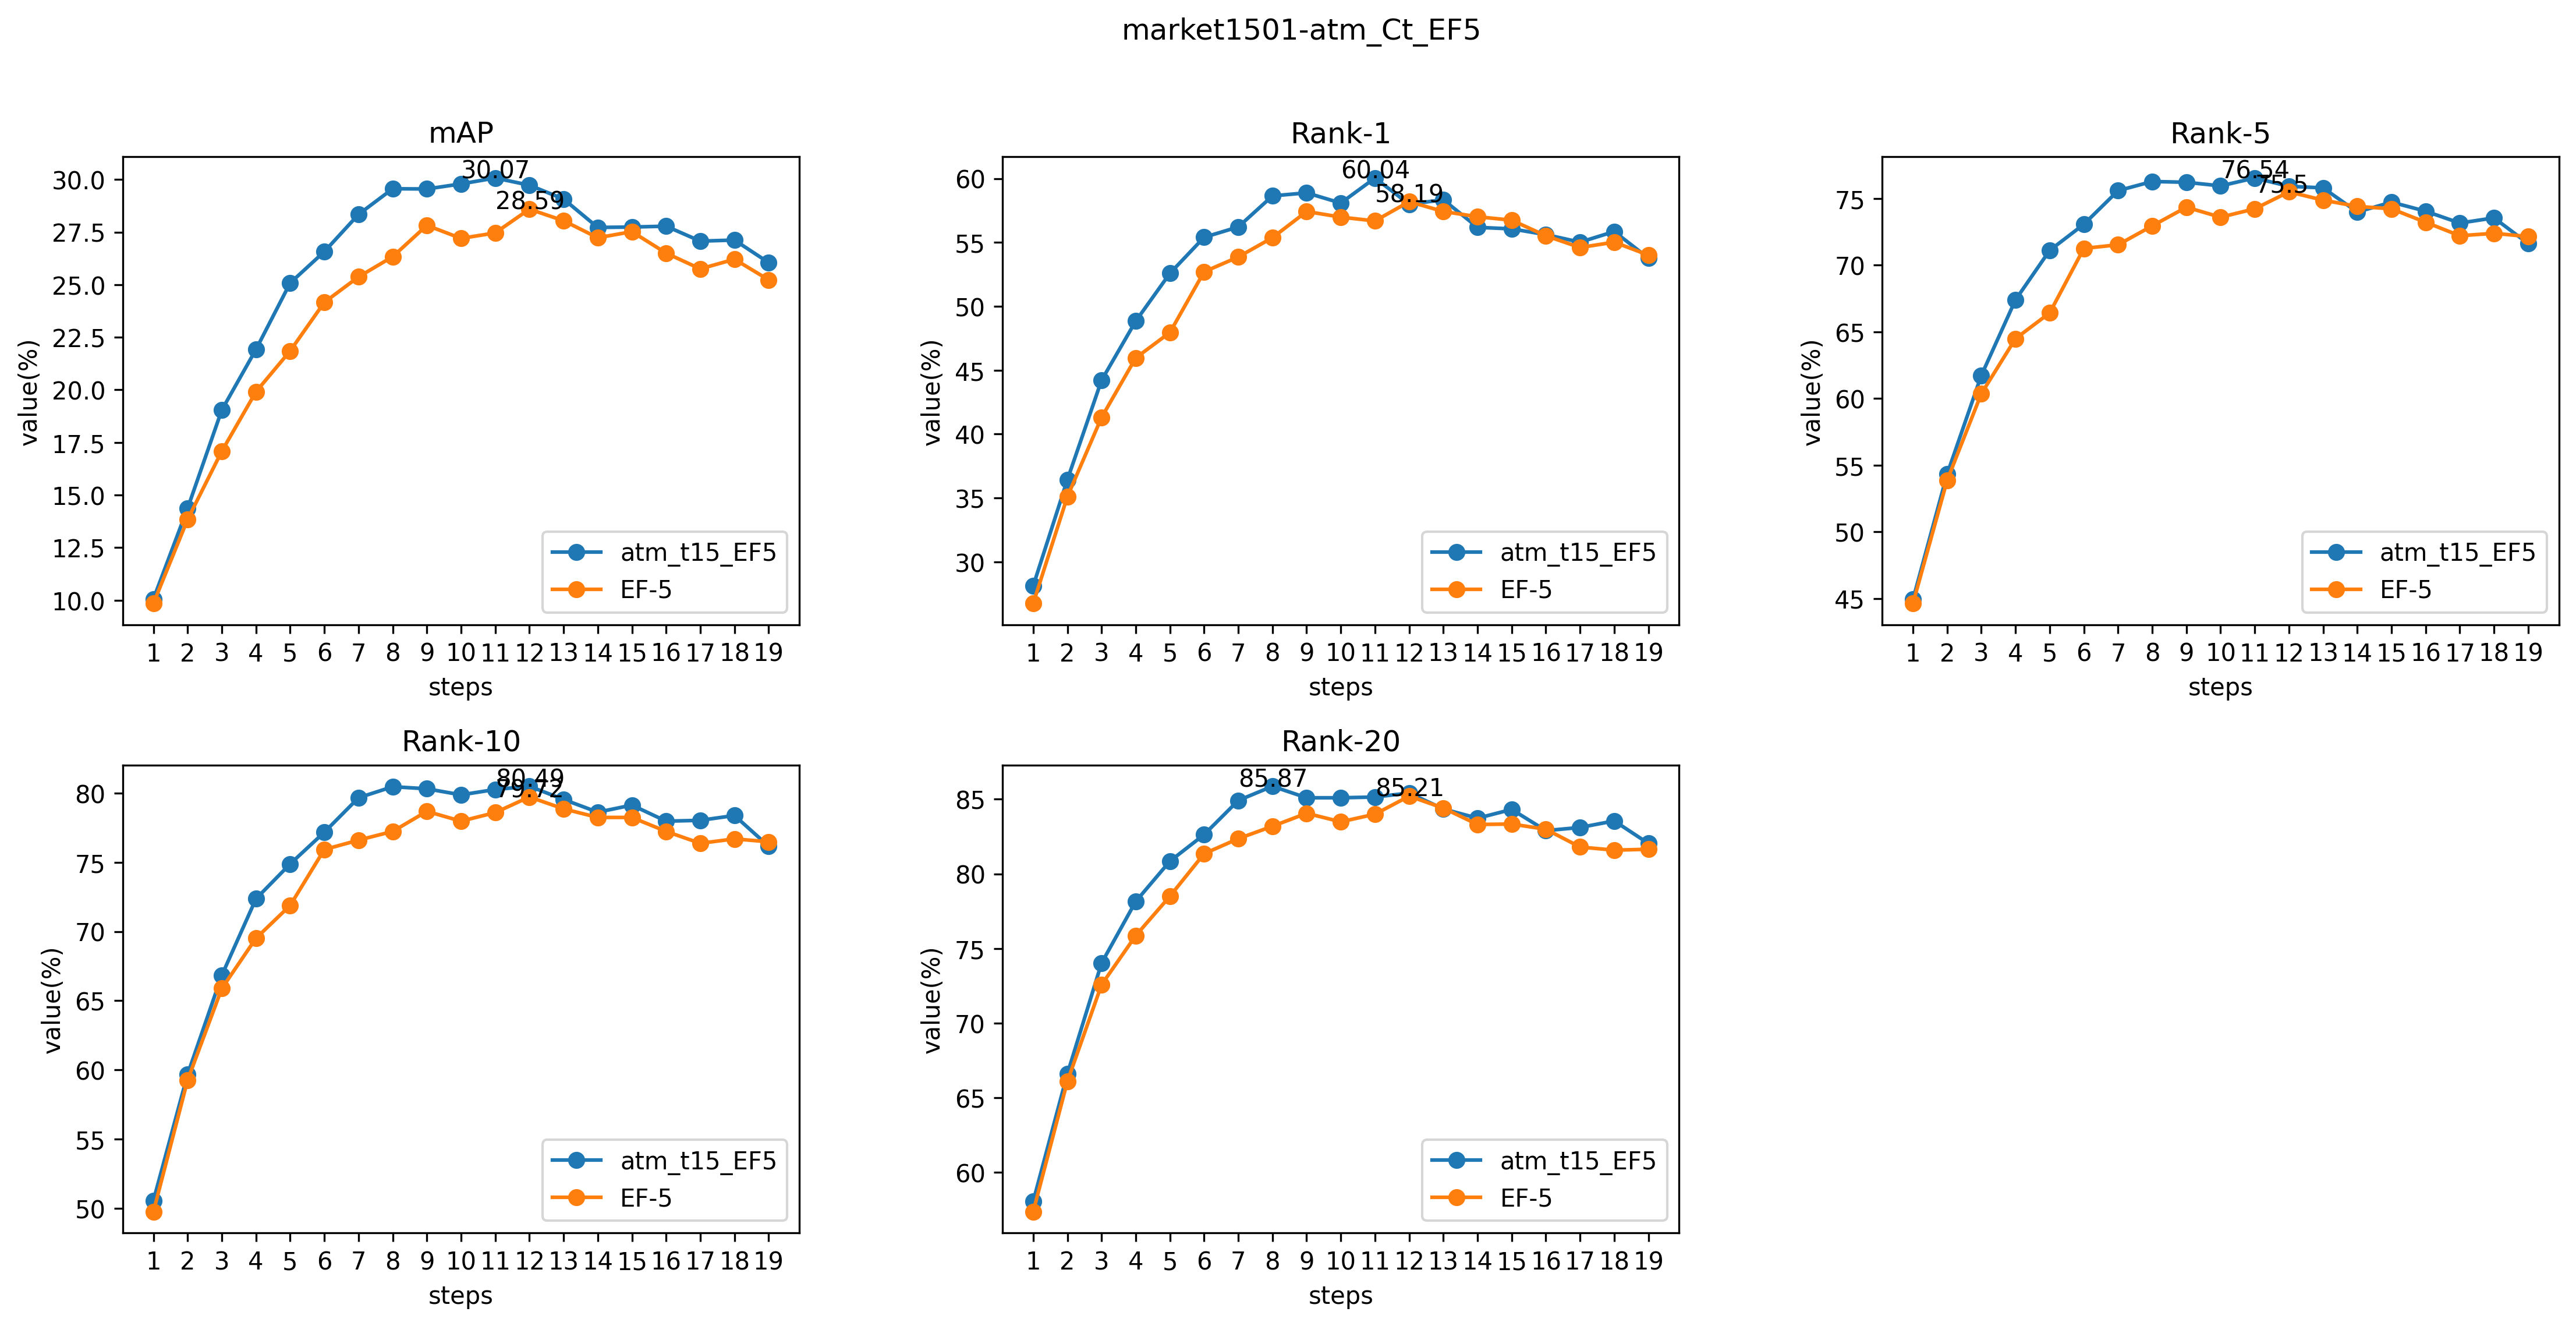 market1501-atm_Ct_EF5
mAP
30.07
28.59
30.0
27.5
25.0
22.5
20.0
17.5
15.0
12.5
10.0
value(%)
atm_t15_EF5
EF-5
1 2 3 4 5 6 7 8 9 10 11 12 13 14 15 16 17 18 19
steps
Rank-1
60.04
58.19
60
55
50
45
40
35
30
value(%)
atm_t15_EF5
EF-5
1 2 3 4 5 6 7 8 9 10 11 12 13 14 15 16 17 18 19
steps
Rank-5
76.54
75.5
75
70
65
60
55
50
45
value(%)
atm_t15_EF5
EF-5
1 2 3 4 5 6 7 8 9 10 11 12 13 14 15 16 17 18 19
steps
Rank-10
80.49
79.72
80
75
70
65
60
55
50
value(%)
atm_t15_EF5
EF-5
1 2 3 4 5 6 7 8 9 10 11 12 13 14 15 16 17 18 19
steps
Rank-20
85.87
85.21
85
80
75
70
65
60
value(%)
atm_t15_EF5
EF-5
1 2 3 4 5 6 7 8 9 10 11 12 13 14 15 16 17 18 19
steps